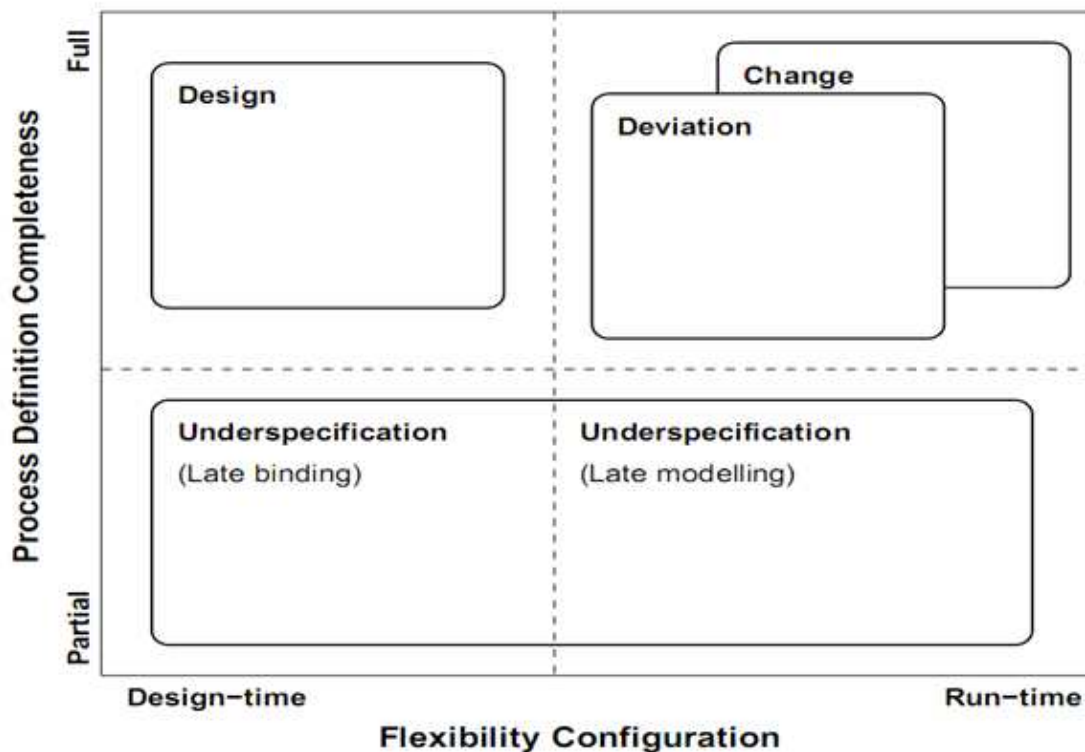 Full
Process Definition Completeness
Partial
Design
Change
Deviation
Underspecification
(Late binding)
Underspecification
(Late modelling)
Design−time
Run−time
Flexibility Configuration